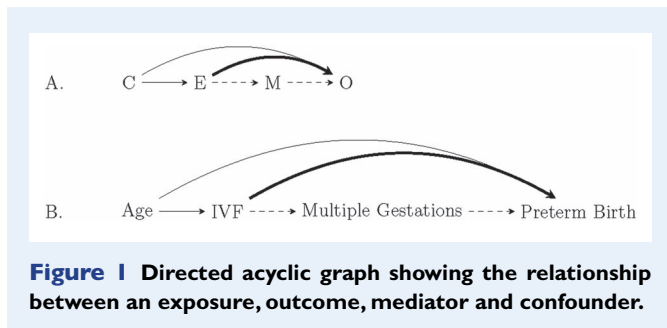 A. C E M O
B. Age IVF Multiple Gestations Preterm Birth
Figure 1 Directed acyclic graph showing the relationship
between an exposure, outcome, mediator and confounder.